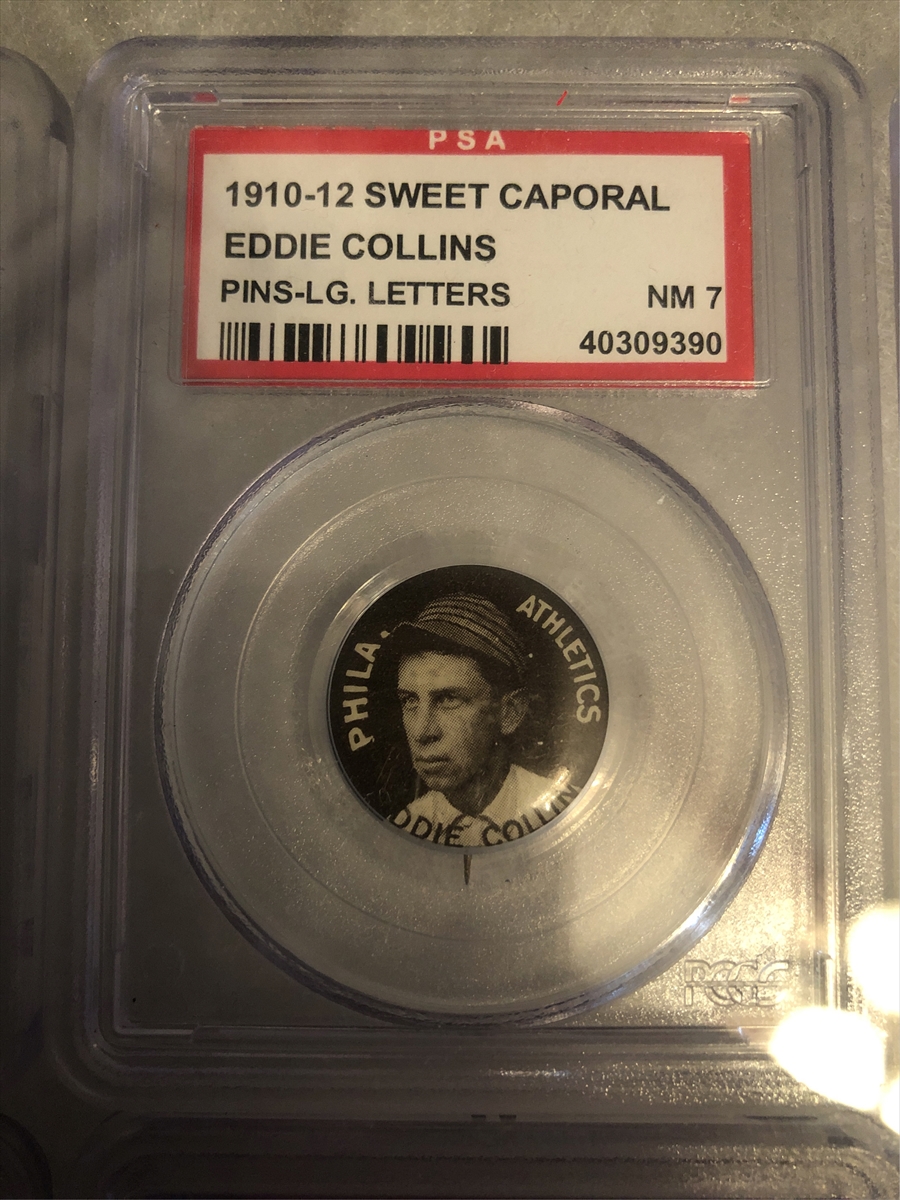 PSA
1910-12 SWEET CAPORAL
EDDIE COLLINS
PINS-LG. LETTERS NM 7
40309390
PHILA. ATHLETICS
DDIE COLLIN